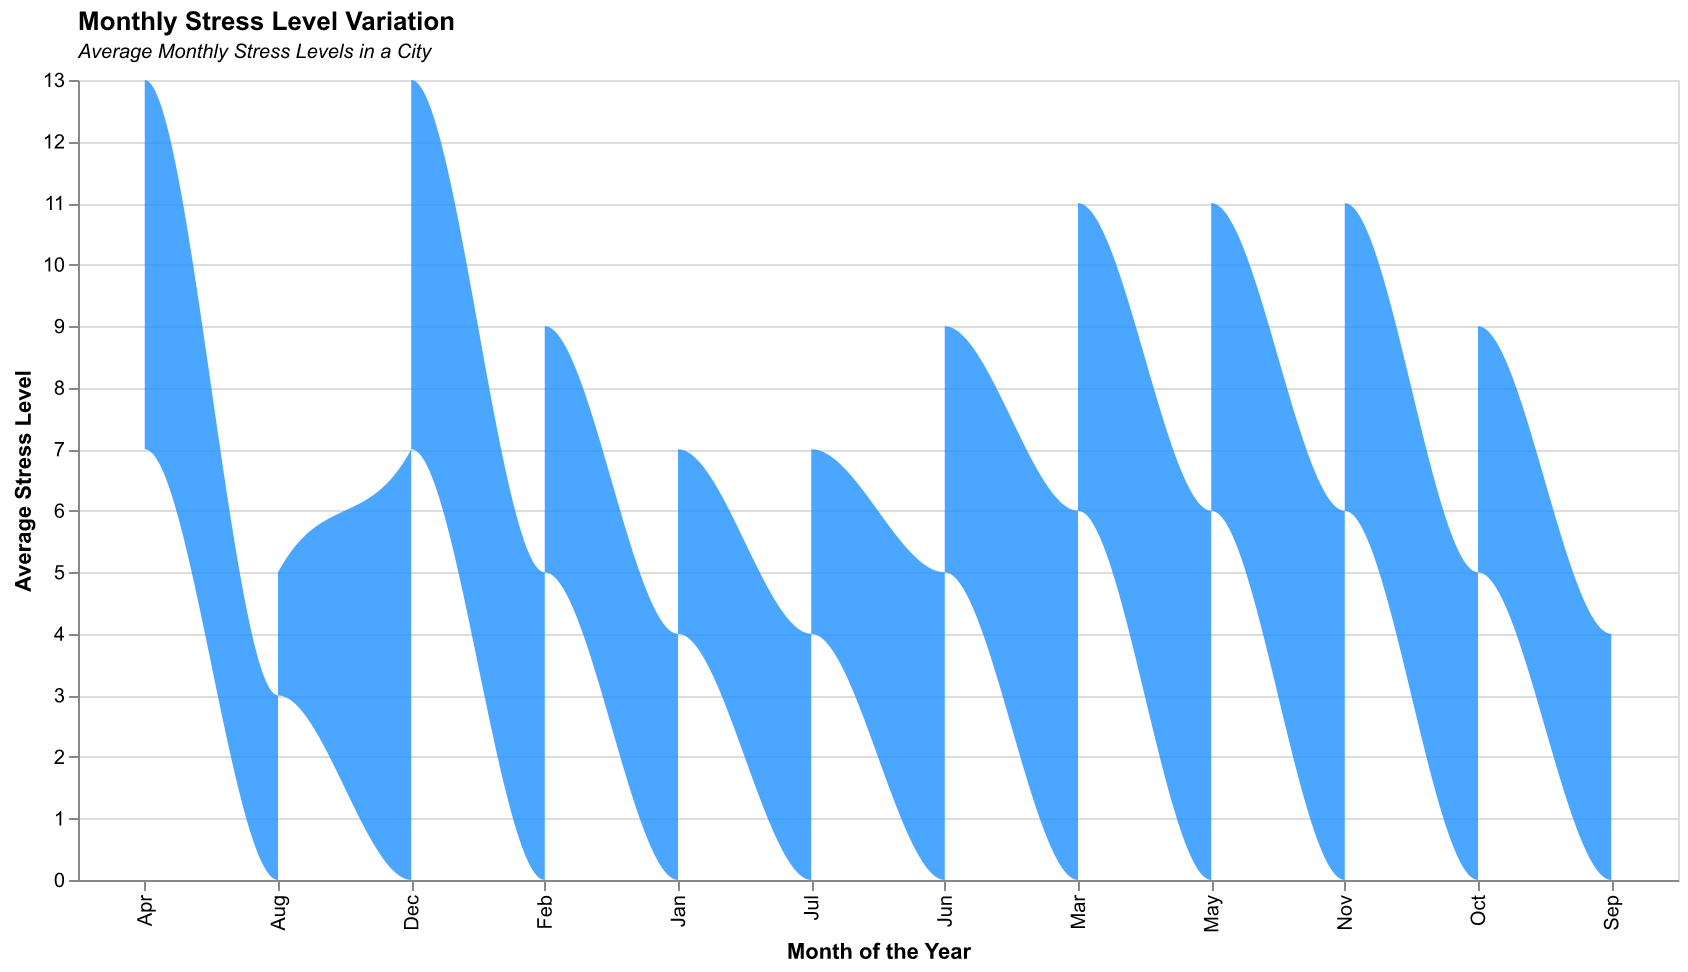 Monthly Stress Level Variation
Average Monthly Stress Levels in a City
13
12
11
10
9
8
7
6
5
4
3
2
1
0
Average Stress Level
Apr
Aug
Dec
Feb
Jan
Jul
Jun
Mar
May
Nov
Oct
Sep
Month of the Year